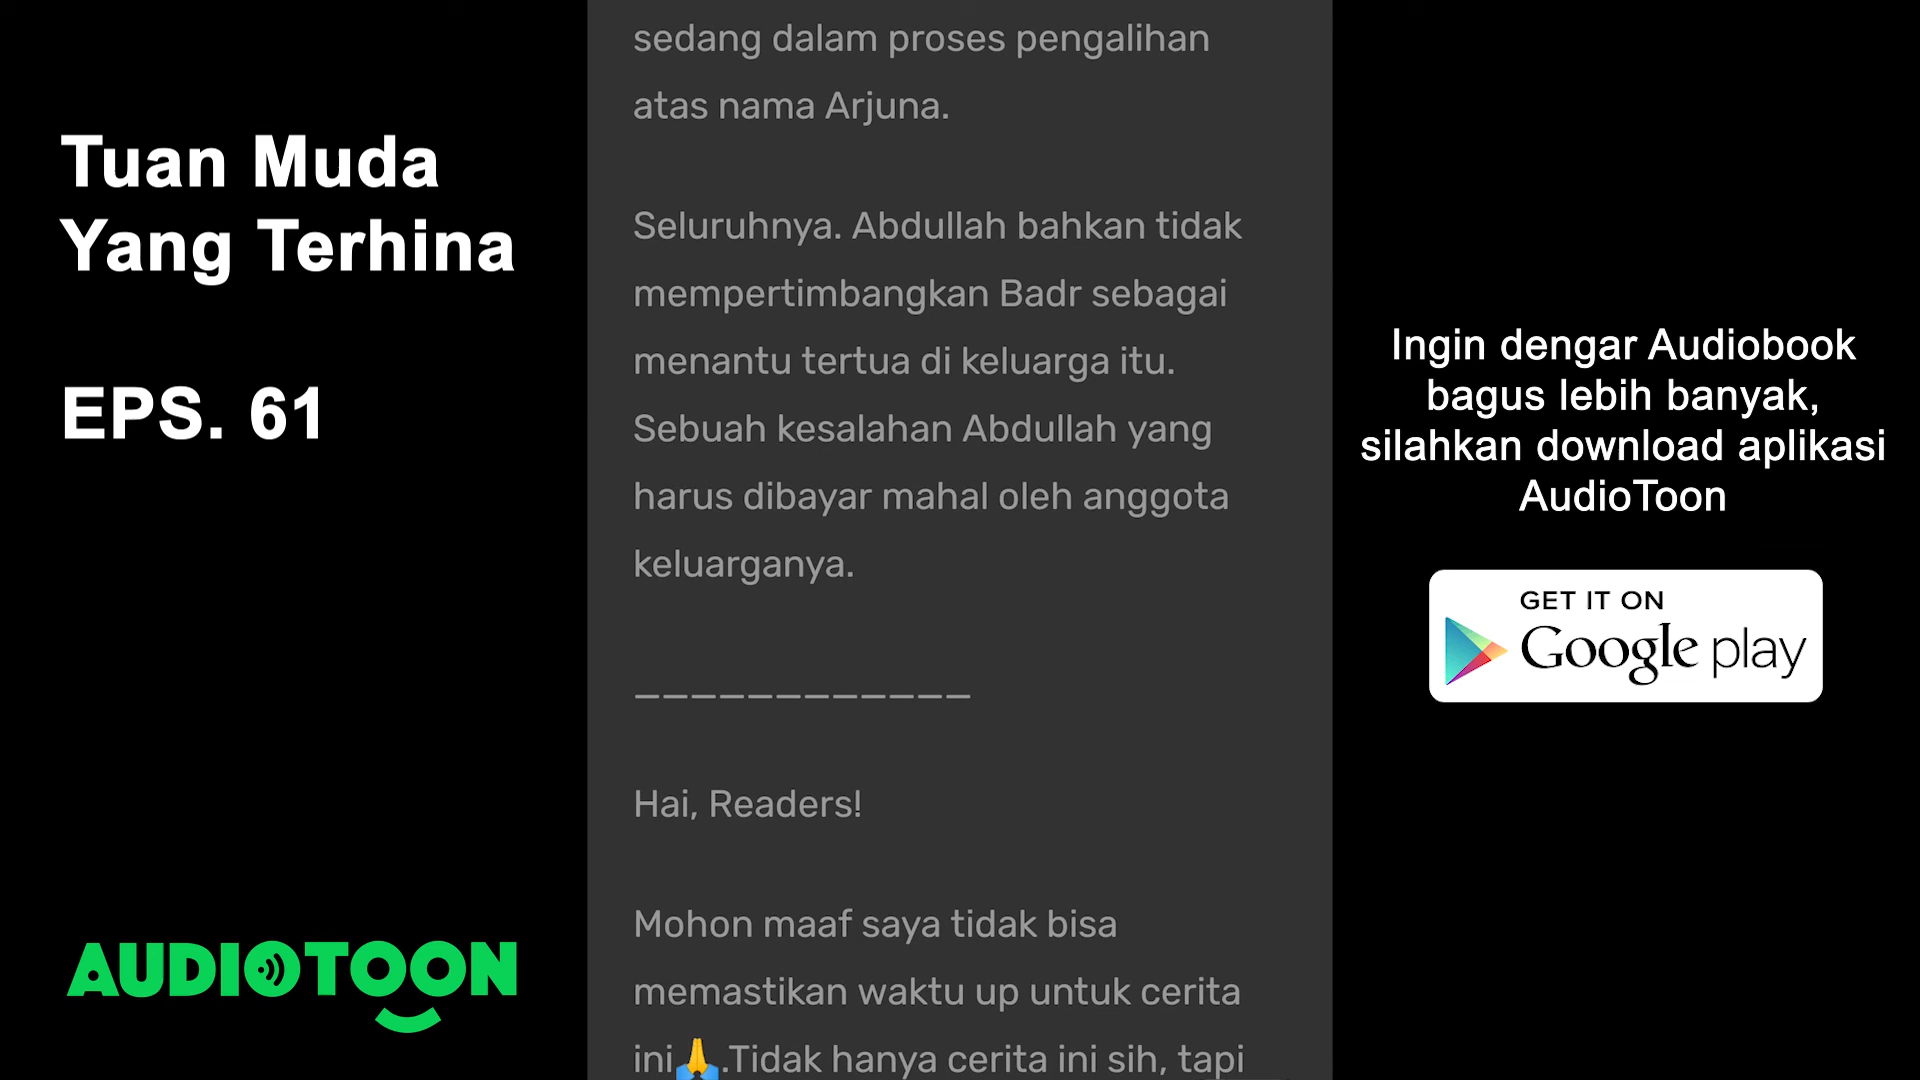 Tuan Muda
Yang Terhina
EPS. 61
AUDIOTOON
sedang dalam proses pengalihan
atas nama Arjuna.
Seluruhnya. Abdullah bahkan tidak
mempertimbangkan Badr sebagai
menantu tertua di keluarga itu.
Sebuah kesalahan Abdullah yang
harus dibayar mahal oleh anggota
keluarganya.
————————————
Hai, Readers!
Mohon maaf saya tidak bisa
memastikan waktu up untuk cerita
ini🙏.Tidak hanya cerita ini sih, tapi
Ingin dengar Audiobook
bagus lebih banyak,
silahkan download aplikasi
AudioToon
GET IT ON
Google play